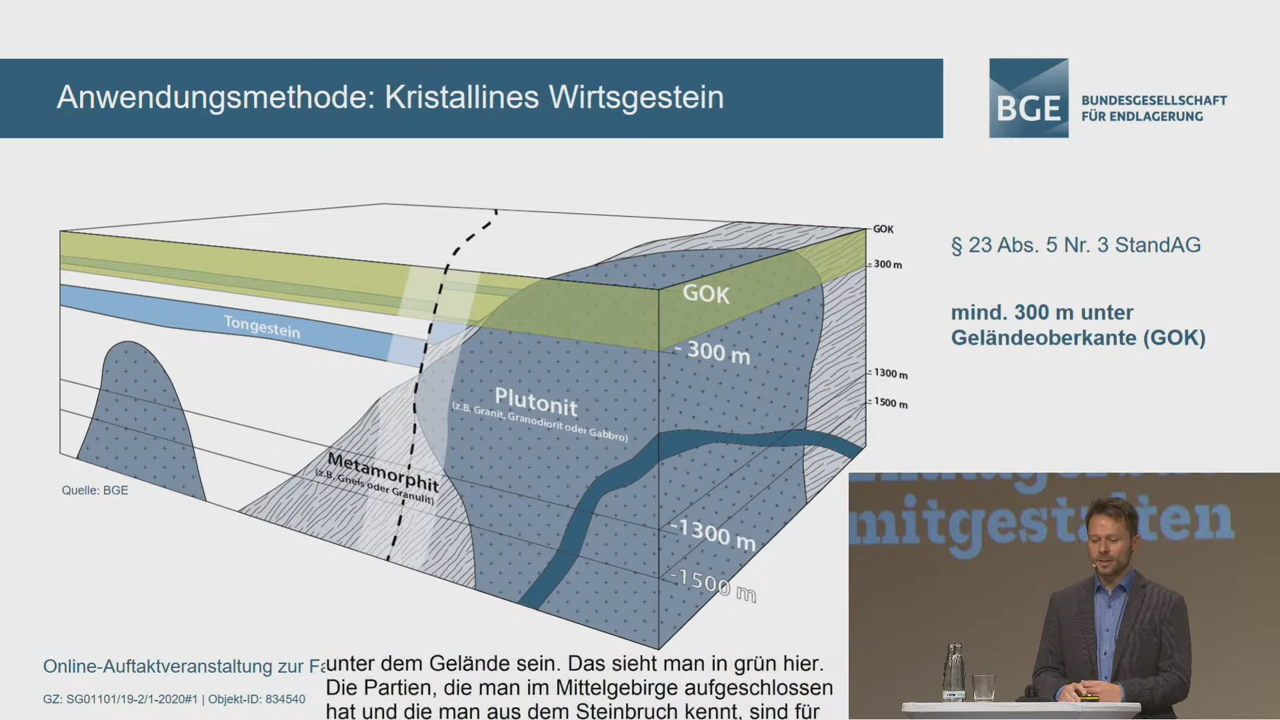 Anwendungsmethode: Kristallines Wirtsgestein
BGE
BUNDESGESELLSCHAFT
FÜR ENDLAGERUNG
GOK
300 m
1300 m
1500 m
GOK
- 300 m
-1300 m
-1500 m
Tongestein
Plutonit
(z.B. Granit, Granodiorit oder Gabbro)
Metamorphit
(z.B. Gneis oder Granulit)
Quelle: BGE
§ 23 Abs. 5 Nr. 3 StandAG
mind. 300 m unter
Geländeoberkante (GOK)
mitgestalten
Online-Auftaktveranstaltung zur
GZ: SG01101/19-2/1-2020#1 | Objekt-ID: 834540
unter dem Gelände sein. Das sieht man in grün hier.
Die Partien, die man im Mittelgebirge aufgeschlossen
hat und die man aus dem Steinbruch kennt, sind für